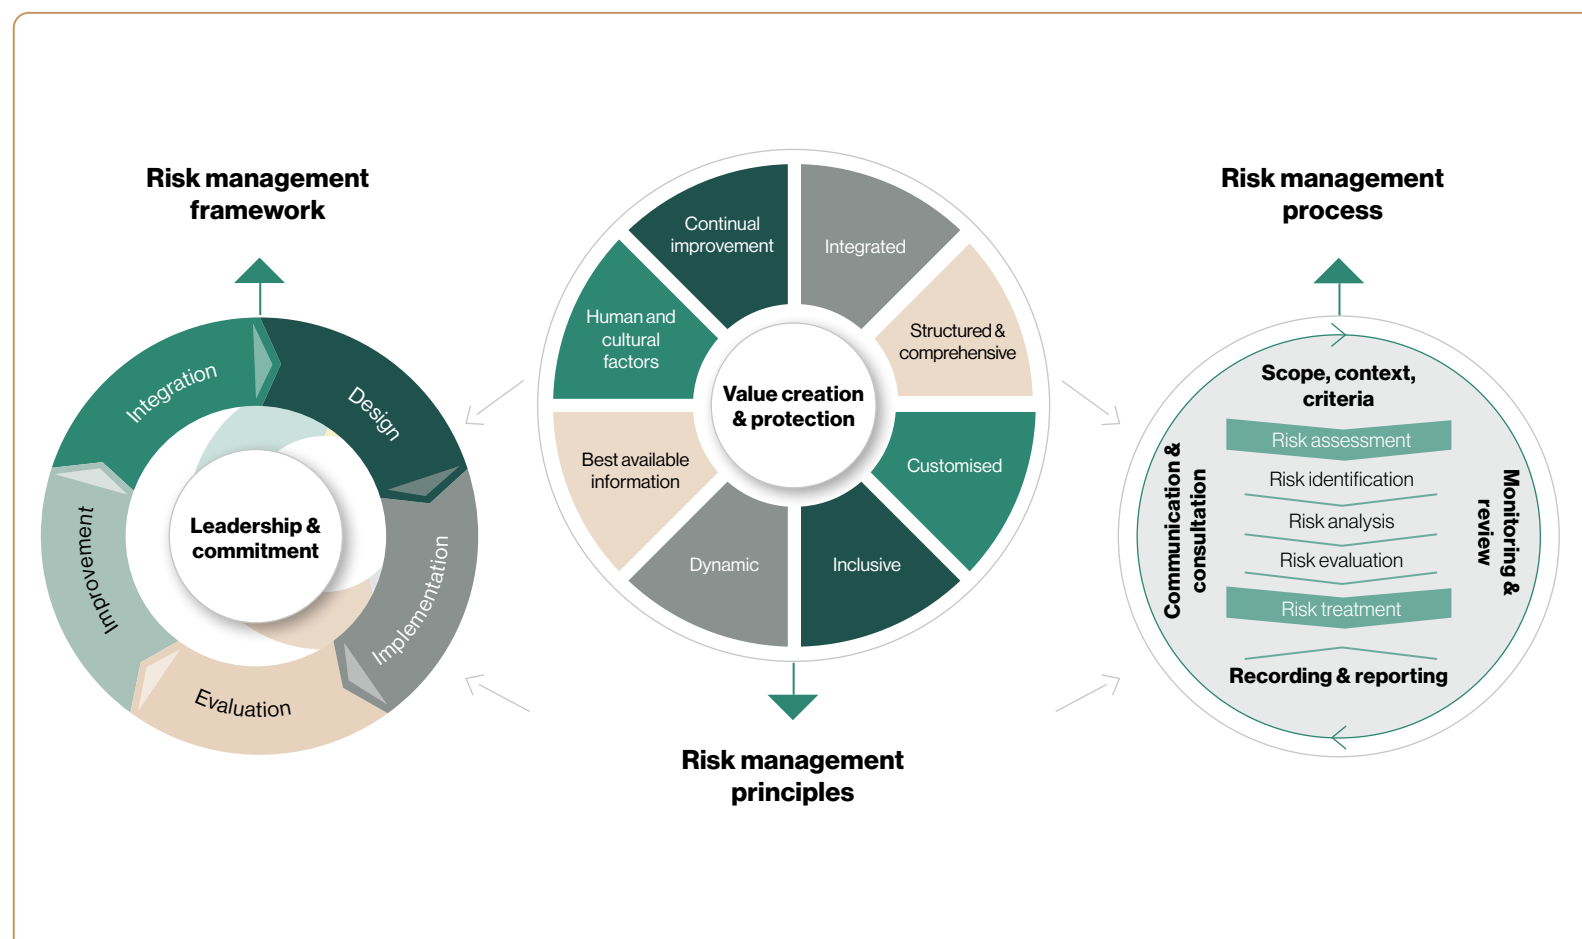 Risk management
framework
Integration
Design
Implementation
Evaluation
Improvement
Leadership &
commitment
Continual
improvement
Integrated
Structured &
comprehensive
Customised
Inclusive
Dynamic
Best available
information
Human and
cultural
factors
Value creation
& protection
Risk management
principles
Risk management
process
Scope, context,
criteria
Risk assessment
Risk identification
Risk analysis
Risk evaluation
Risk treatment
Recording & reporting
Communication &
consultation
Monitoring &
review